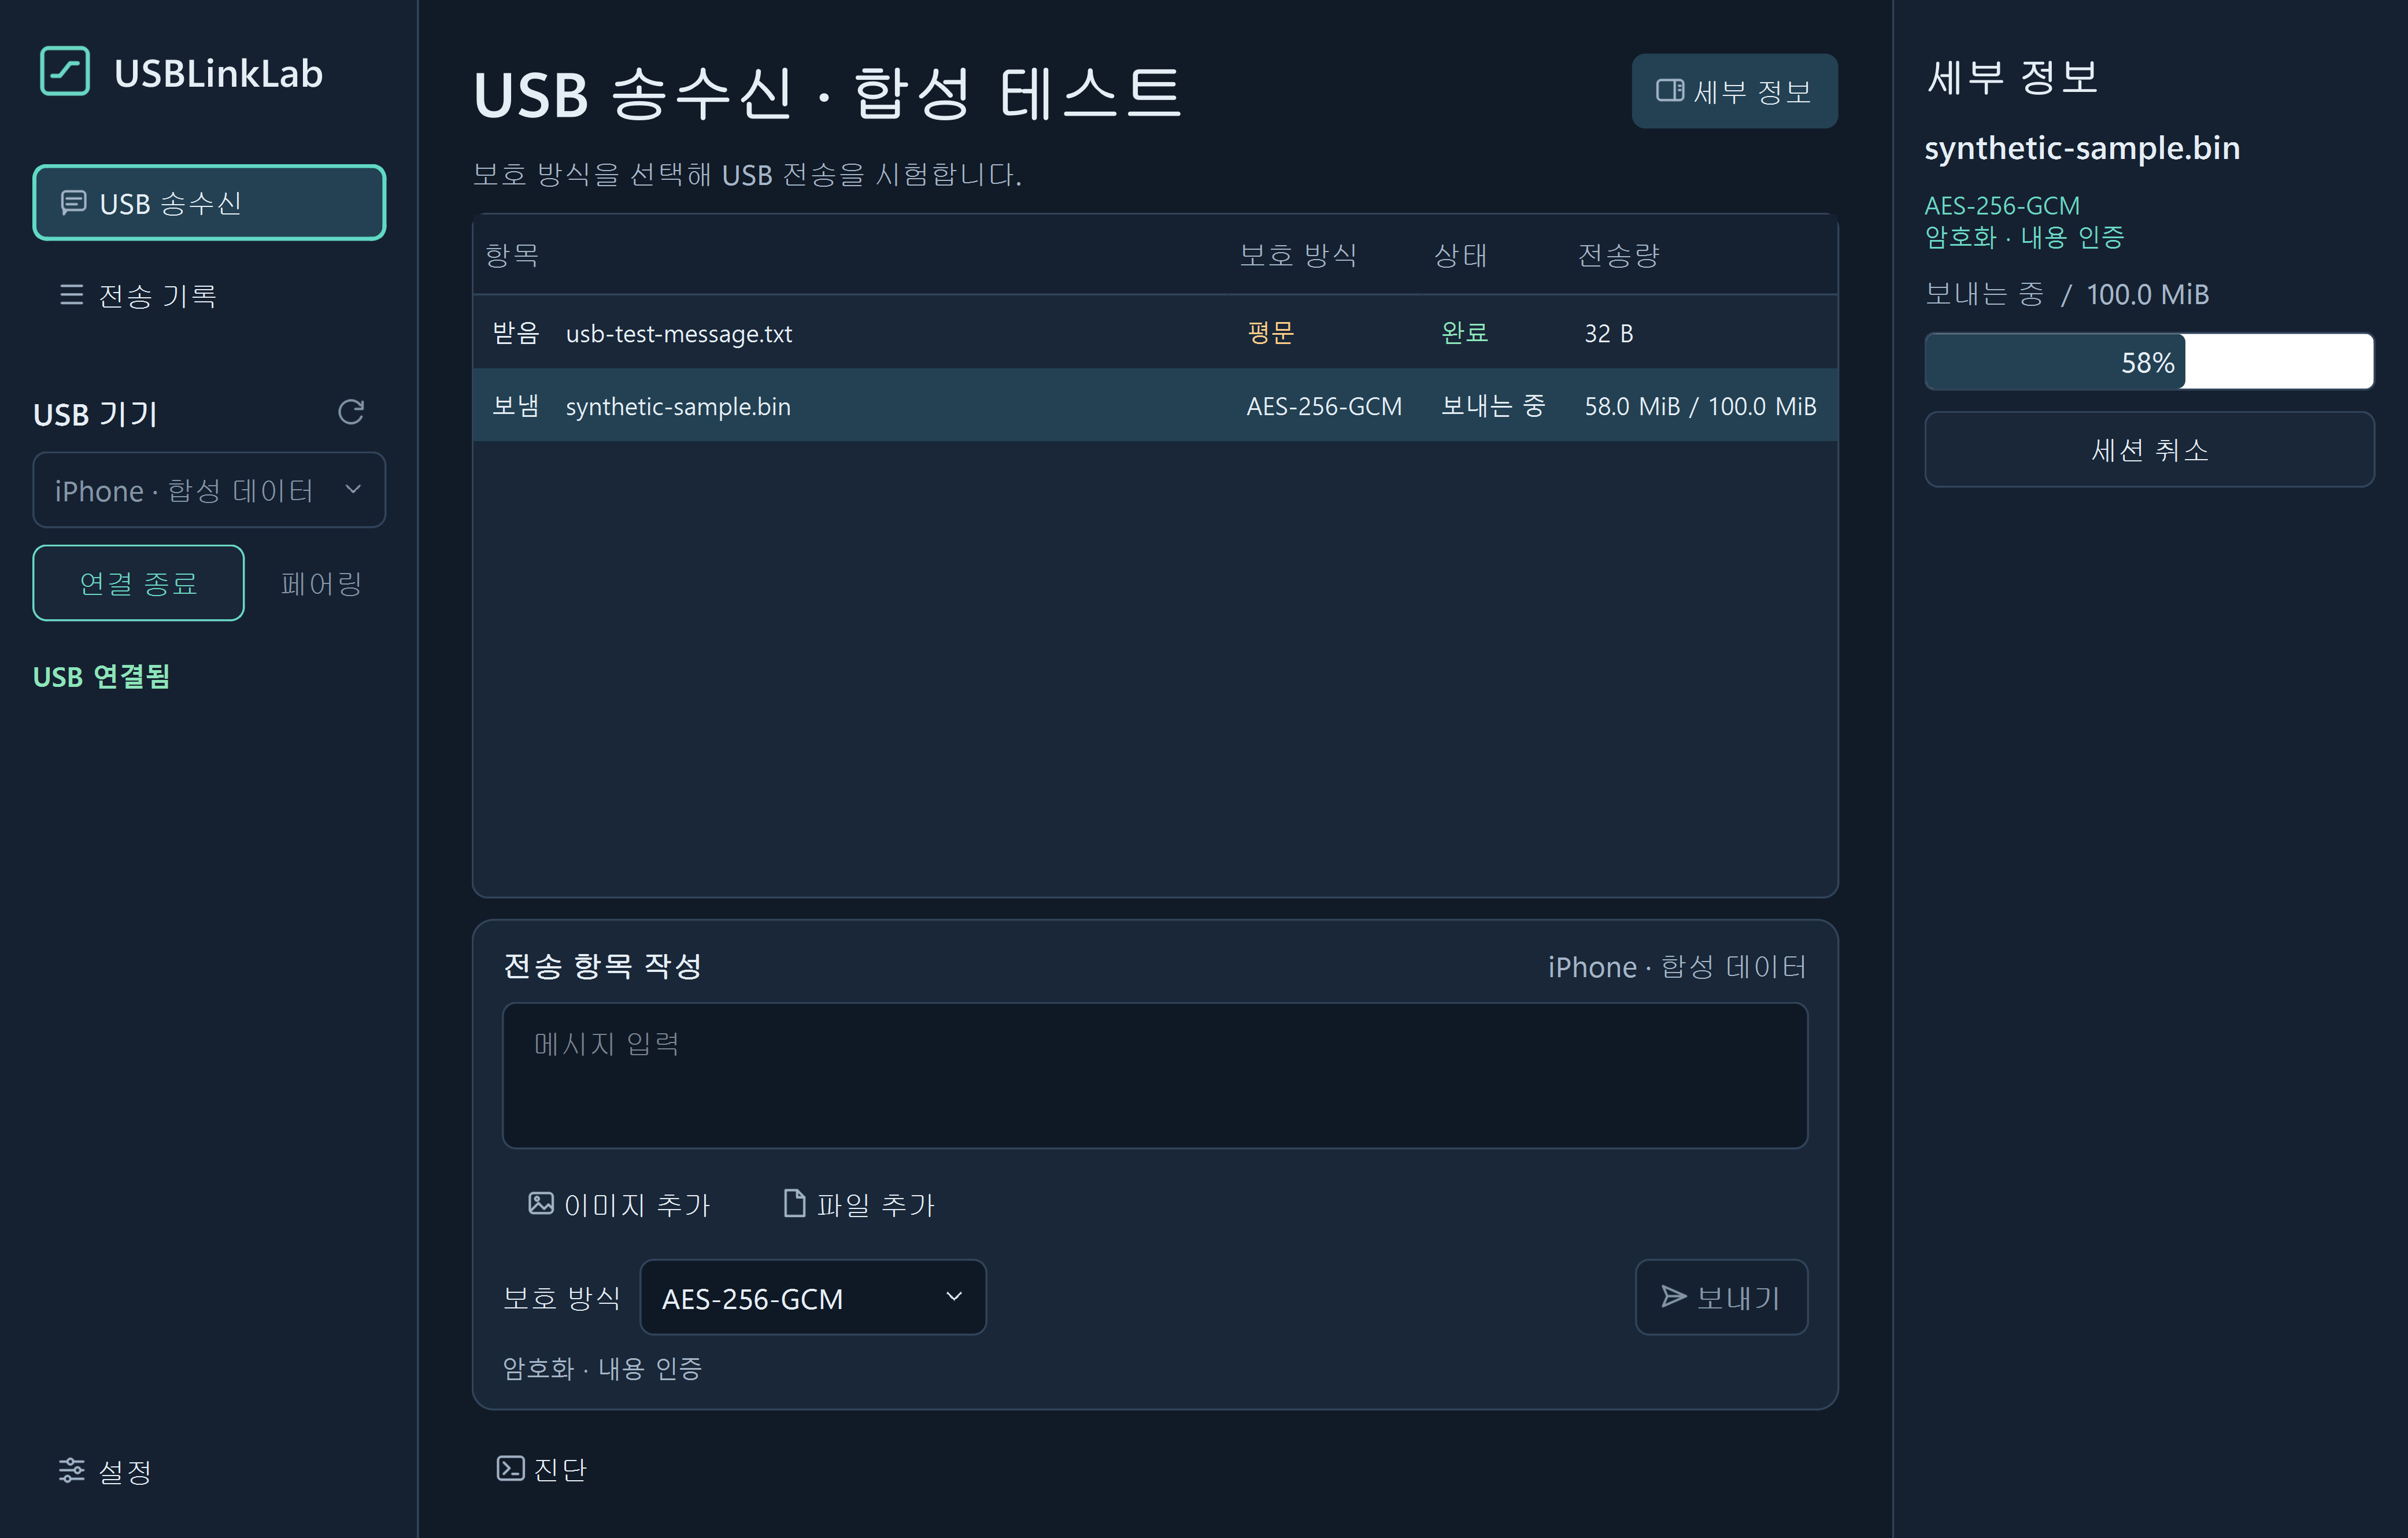 USBLinkLab
USB 송수신
전송 기록
USB 기기
iPhone · 합성 데이터
연결 종료
페어링
USB 연결됨
설정
USB 송수신 · 합성 테스트
세부 정보
보호 방식을 선택해 USB 전송을 시험합니다.
항목 보호 방식 상태 전송량
받음 usb-test-message.txt 평문 완료 32 B
보냄 synthetic-sample.bin AES-256-GCM 보내는 중 58.0 MiB / 100.0 MiB
전송 항목 작성
iPhone · 합성 데이터
메시지 입력
이미지 추가
파일 추가
보호 방식
AES-256-GCM
보내기
암호화 · 내용 인증
진단
세부 정보
synthetic-sample.bin
AES-256-GCM
암호화 · 내용 인증
보내는 중 / 100.0 MiB
58%
세션 취소